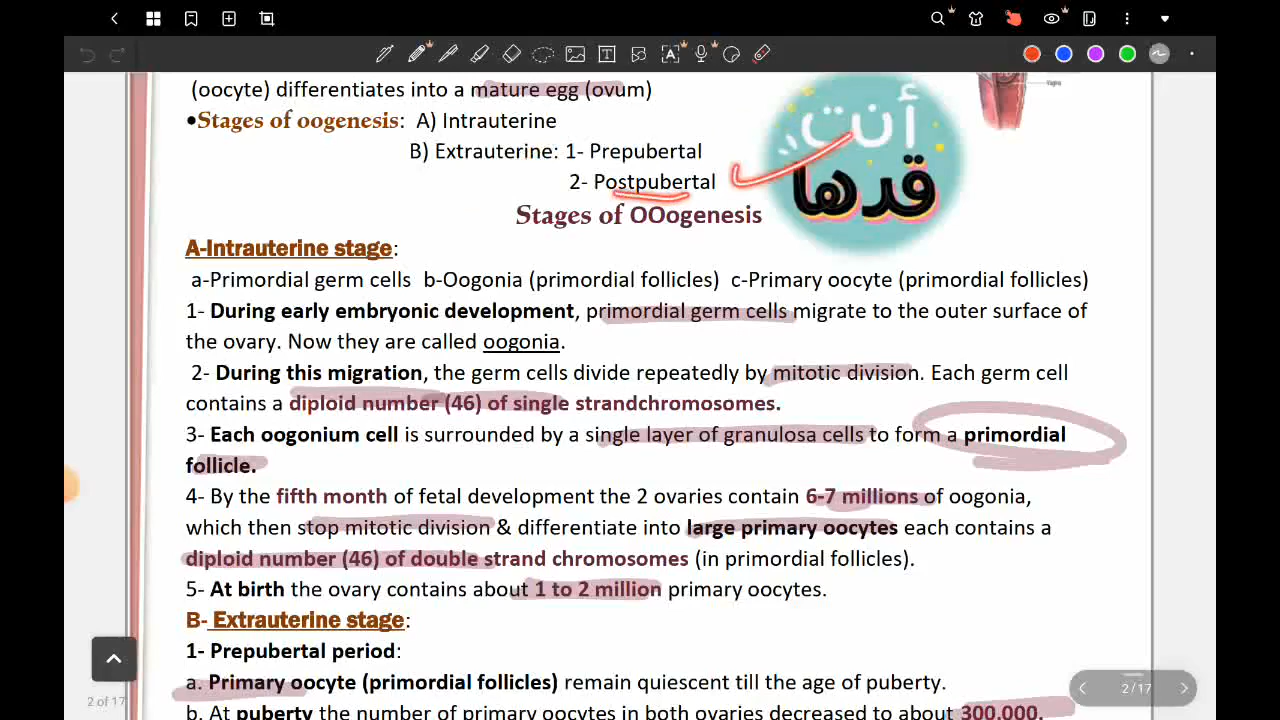 (oocyte) differentiates into a mature egg (ovum)
•Stages of oogenesis: A) Intrauterine
B) Extrauterine: 1- Prepubertal
2- Postpubertal
أنت
قدها
Stages of OOogenesis
A-Intrauterine stage:
a-Primordial germ cells b-Oogonia (primordial follicles) c-Primary oocyte (primordial follicles)
1- During early embryonic development, primordial germ cells migrate to the outer surface of
the ovary. Now they are called oogonia.
2- During this migration, the germ cells divide repeatedly by mitotic division. Each germ cell
contains a diploid number (46) of single strandchromosomes.
3- Each oogonium cell is surrounded by a single layer of granulosa cells to form a primordial
follicle.
4- By the fifth month of fetal development the 2 ovaries contain 6-7 millions of oogonia,
which then stop mitotic division & differentiate into large primary oocytes each contains a
diploid number (46) of double strand chromosomes (in primordial follicles).
5- At birth the ovary contains about 1 to 2 million primary oocytes.
B- Extrauterine stage:
1- Prepubertal period:
a. Primary oocyte (primordial follicles) remain quiescent till the age of puberty.
b. At puberty the number of primary oocytes in both ovaries decreased to about 300,000.
2 of 17
2/17